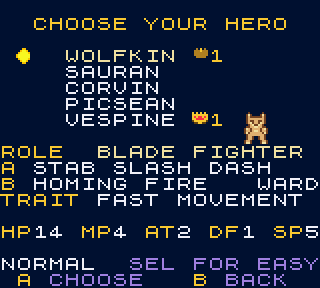 CHOOSE YOUR HERO
WOLFKIN 1
SAURAN
CORVIN
PICSEAN
VESPINE 1
ROLE BLADE FIGHTER
A STAB SLASH DASH
B HOMING FIRE WARD
TRAIT FAST MOVEMENT
HP14 MP4 AT2 DF1 SP5
NORMAL SEL FOR EASY
A CHOOSE B BACK